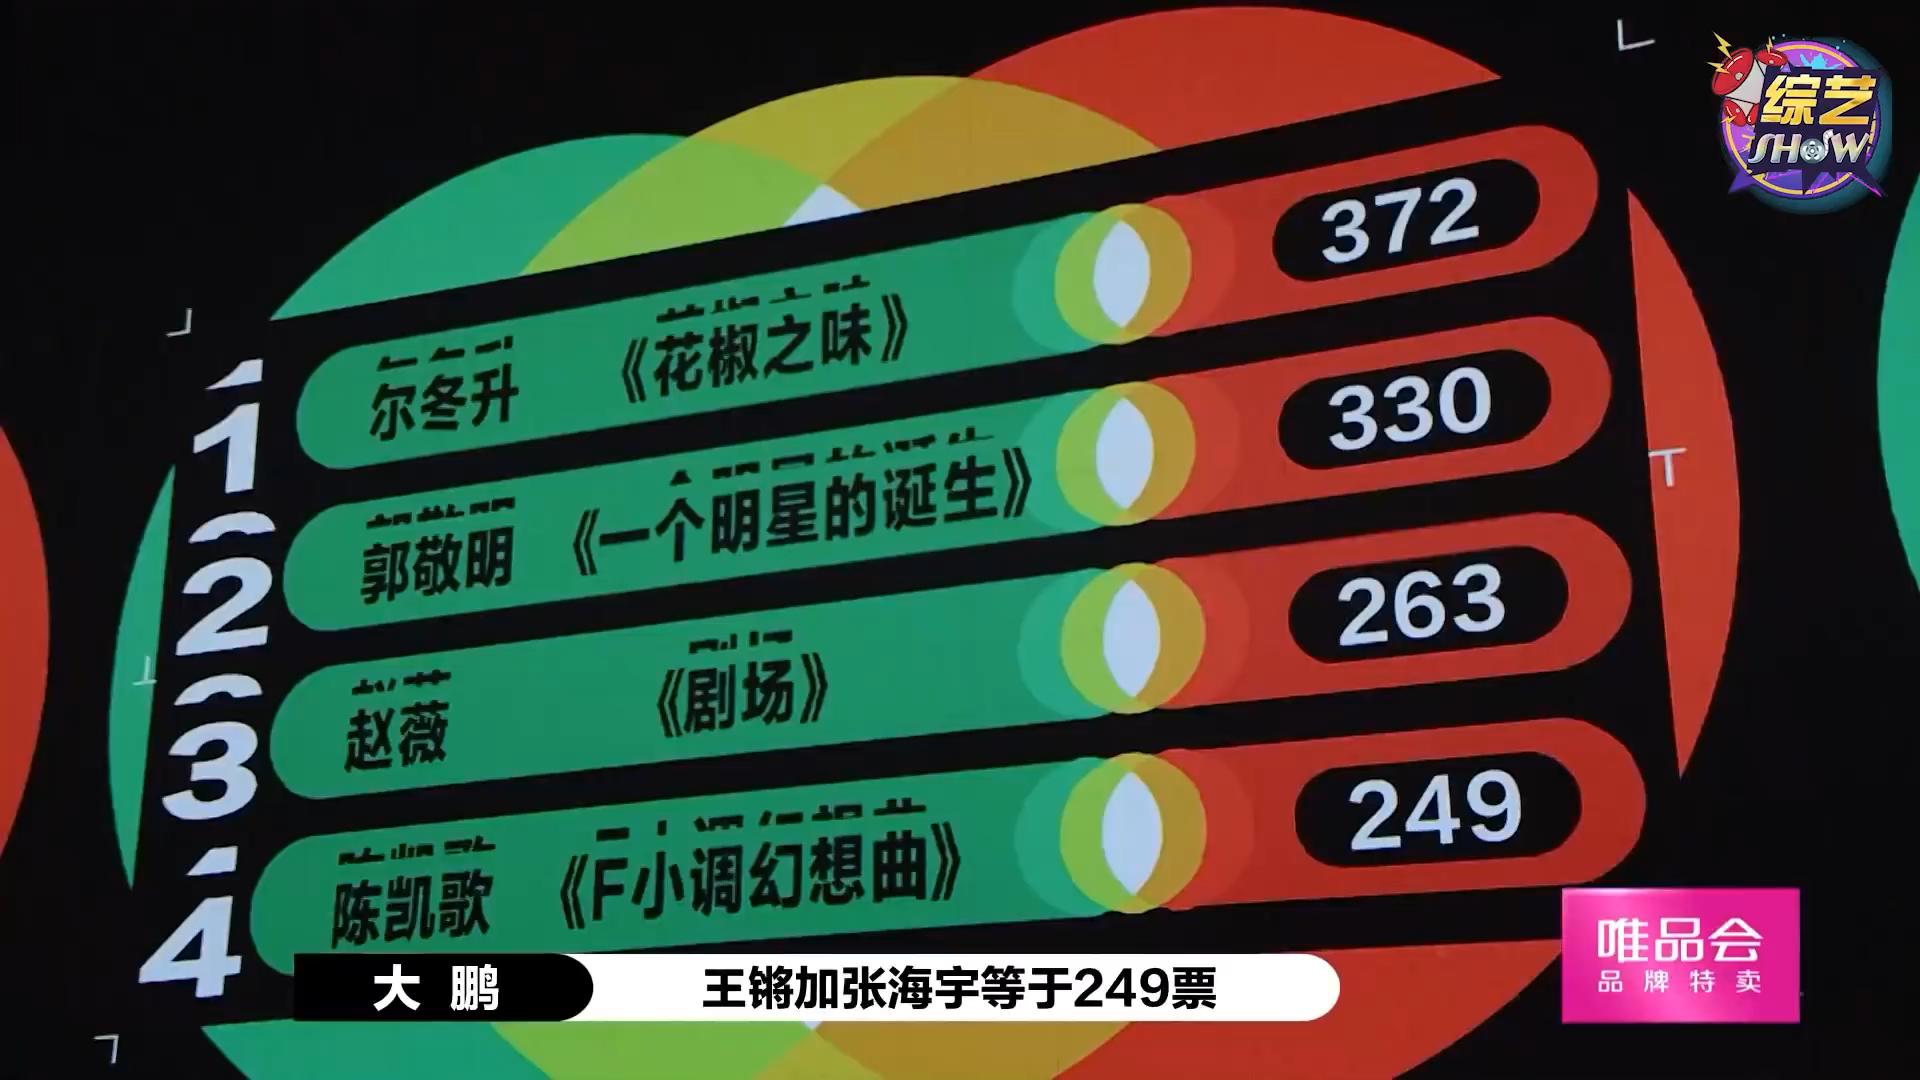 综艺
SHOW
1 尔冬升 《花椒之味》 372
2 郭敬明 《一个明星的诞生》 330
3 赵薇 《剧场》 263
4 陈凯歌 《F小调幻想曲》 249
大鹏 王锵加张海宇等于249票
唯品会
品牌特卖